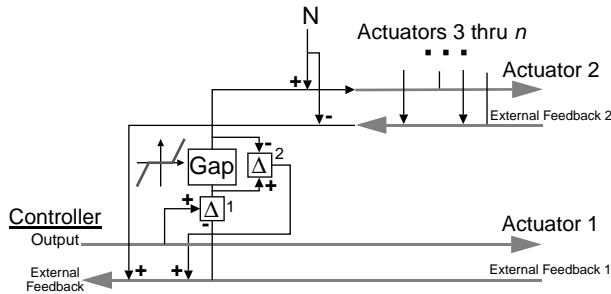 N
Actuators 3 thru n
Actuator 2
+
-
External Feedback 2
-
Gap
Δ 2
+
+
Δ 1
-
Controller
Output
Actuator 1
External
Feedback
+
+
External Feedback 1